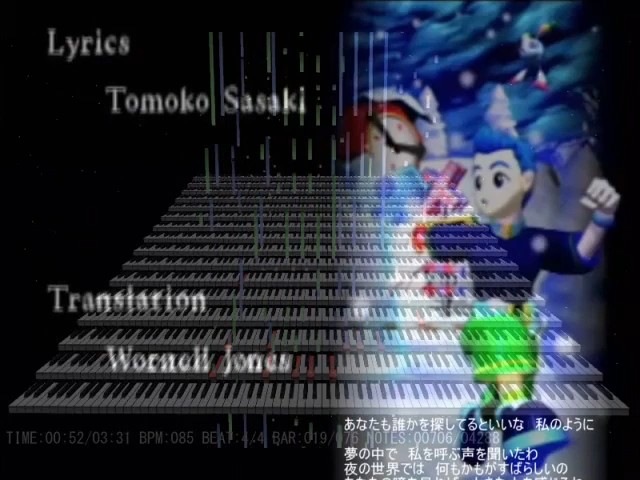 Lyrics
Tomoko Sasaki
Translation
Wornell Jones
TIME:00:52/03:31 BPM:085 BEAT:4/4 BAR:019/076 NOTES:00706/04288
あなたも誰かを探してるといいな 私のように
夢の中で 私を呼ぶ声を聞いたわ
夜の世界では 何もかもがすばらしいの